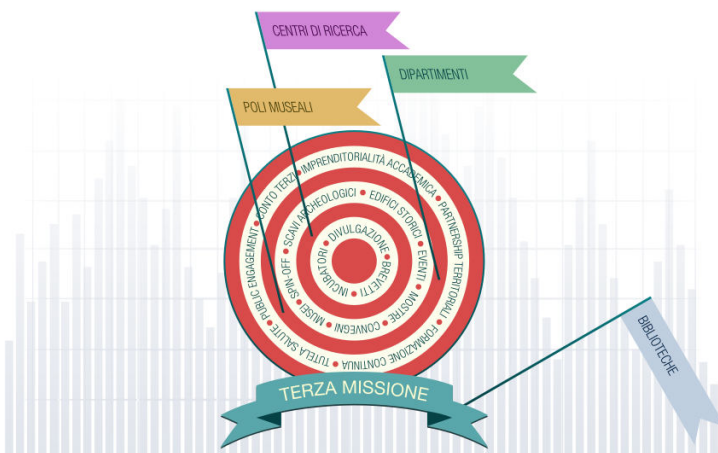 CENTRI DI RICERCA
DIPARTIMENTI
POLI MUSEALI
TUTELA SALUTE • PUBLIC ENGAGEMENT • CONTO TERZI • IMPRENDITORIALITÀ ACCADEMICA • PARTNERSHIP TERRITORIALI • FORMAZIONE CONTINUA •
MUSEI • SPIN-OFF • SCAVI ARCHEOLOGICI • EDIFICI STORICI • EVENTI • MOSTRE • CONVEGNI •
INCUBATORI • DIVULGAZIONE • BREVETTI •
TERZA MISSIONE
BIBLIOTECHE